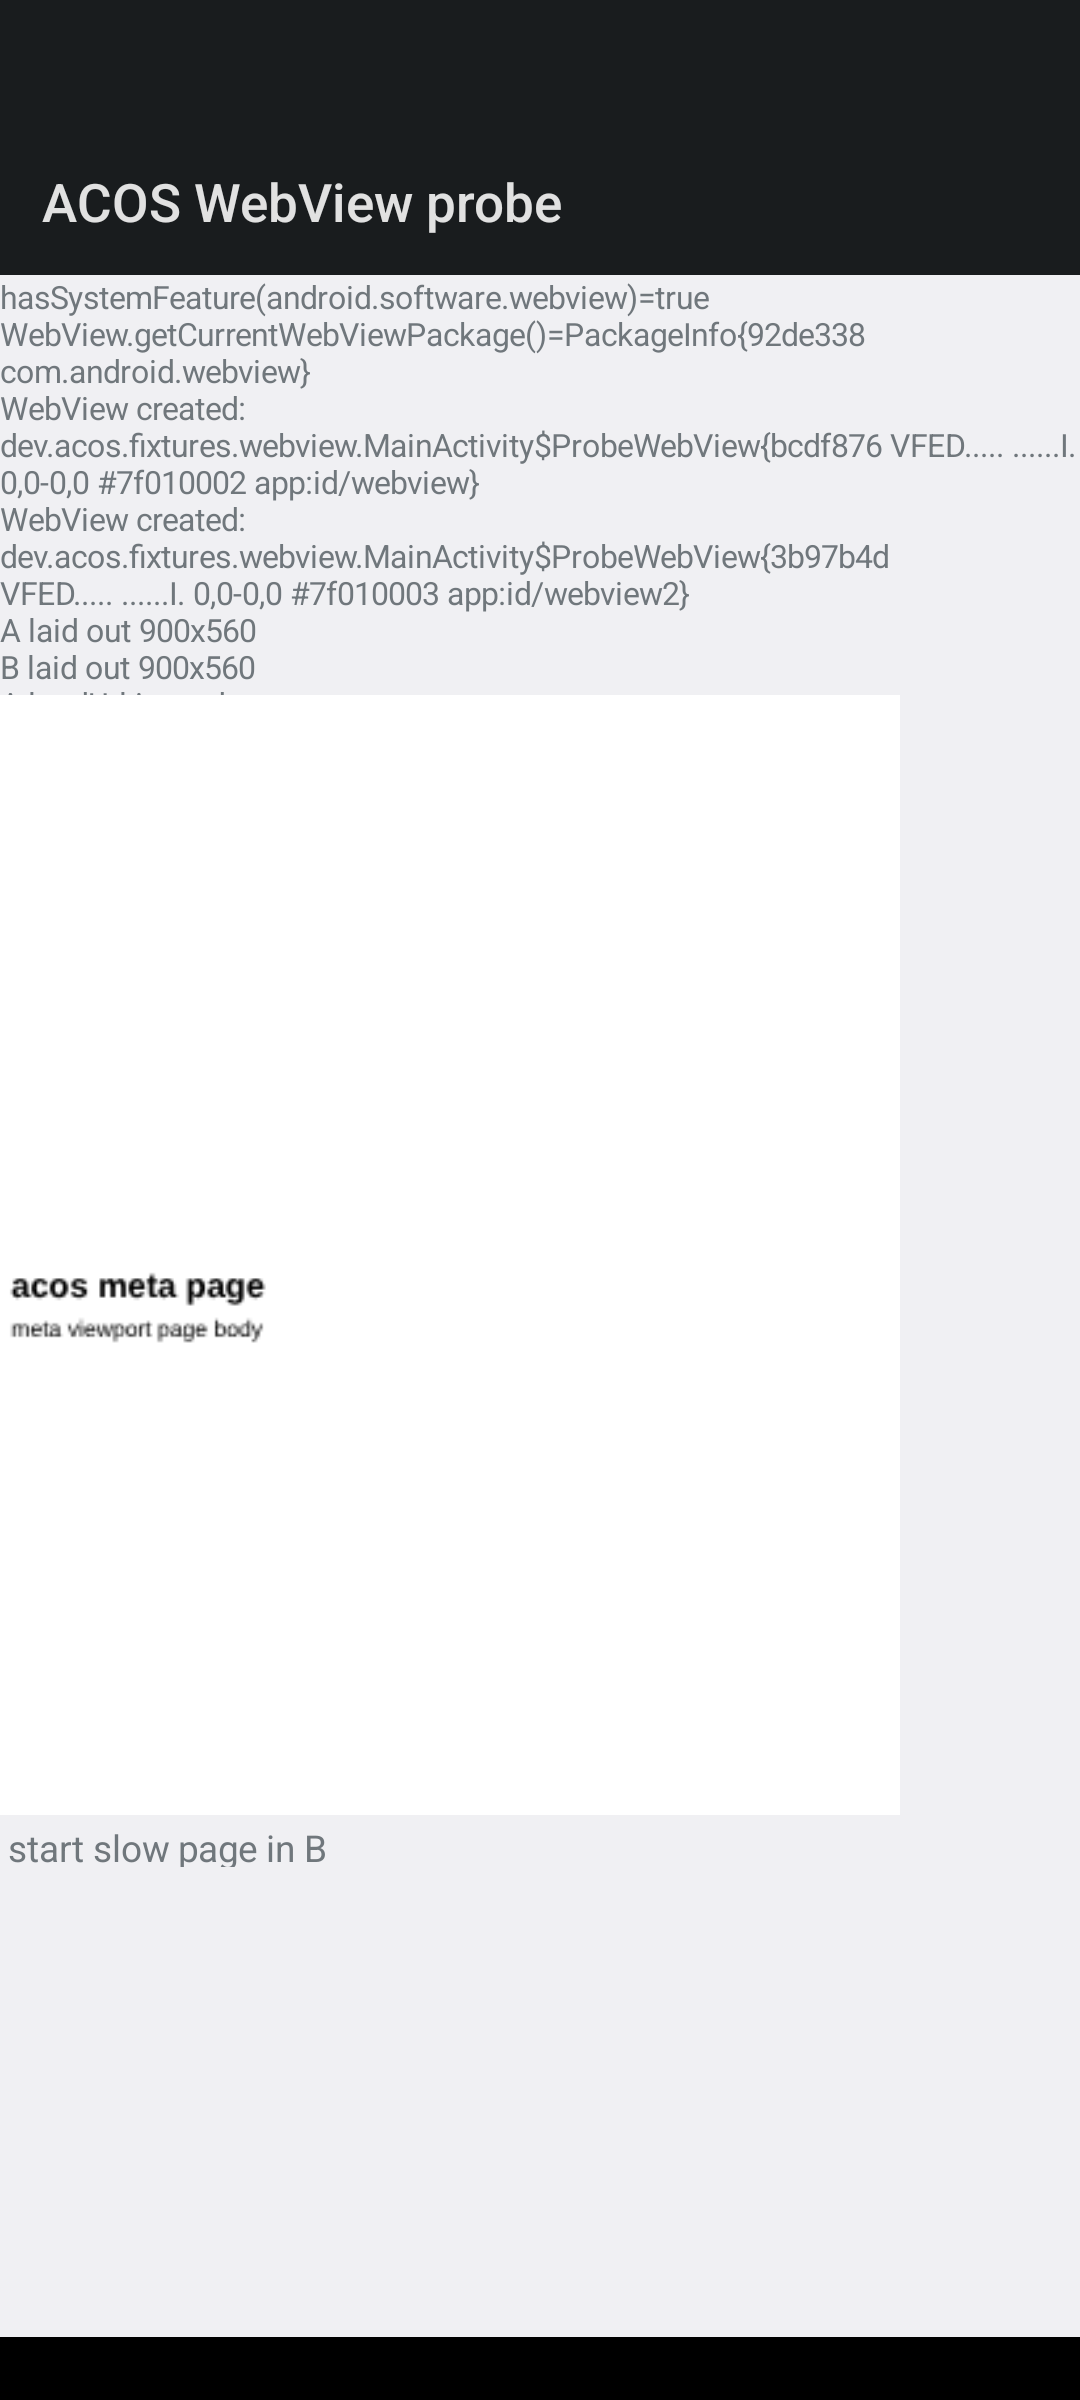 ACOS WebView probe
hasSystemFeature(android.software.webview)=true
WebView.getCurrentWebViewPackage()=PackageInfo{92de338
com.android.webview}
WebView created:
dev.acos.fixtures.webview.MainActivity$ProbeWebView{bcdf876 VFED..... ......I.
0,0-0,0 #7f010002 app:id/webview}
WebView created:
dev.acos.fixtures.webview.MainActivity$ProbeWebView{3b97b4d
VFED..... ......I. 0,0-0,0 #7f010003 app:id/webview2}
A laid out 900x560
B laid out 900x560
acos meta page
meta viewport page body
start slow page in B